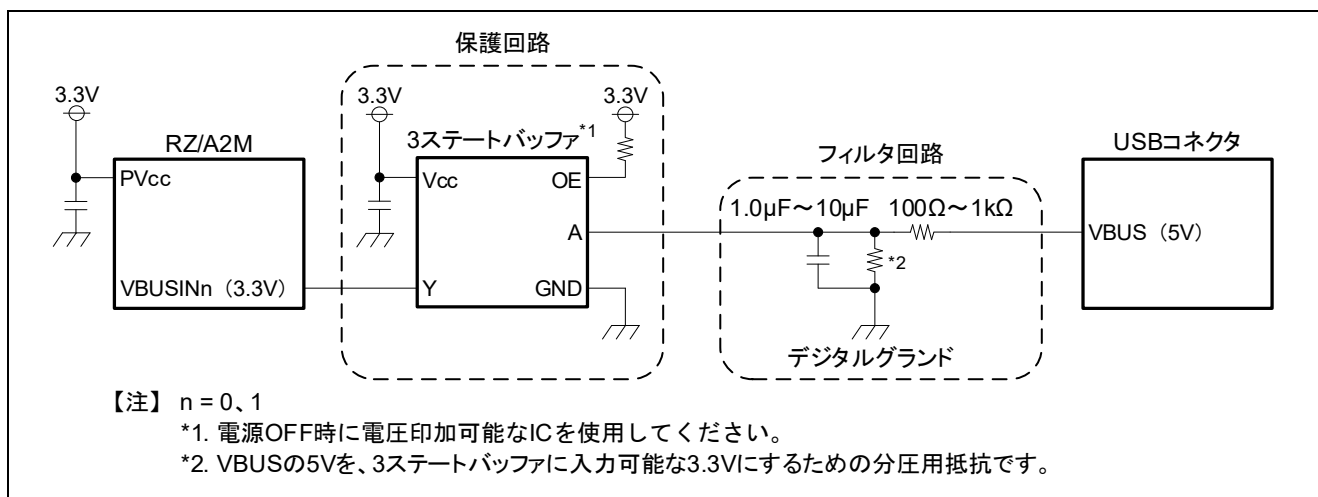 保護回路
3.3V
3.3V
3.3V
RZ/A2M
3ステートバッファ*1
フィルタ回路
USBコネクタ
PVcc
Vcc
OE
1.0µF～10µF 100Ω～1kΩ
A
VBUS（5V）
*2
VBUSINn（3.3V）
Y
GND
デジタルグランド
【注】 n = 0、1
*1. 電源OFF時に電圧印加可能なICを使用してください。
*2. VBUSの5Vを、3ステートバッファに入力可能な3.3Vにするための分圧用抵抗です。